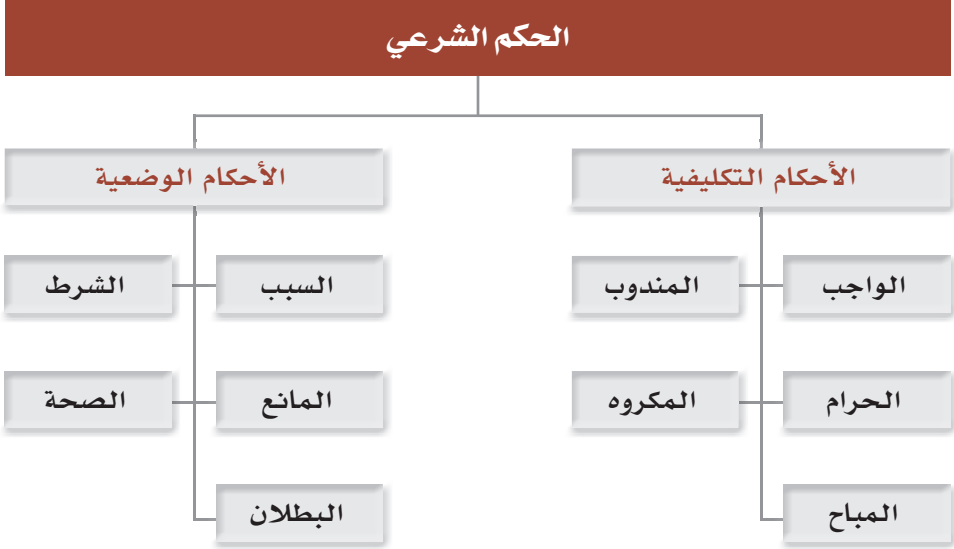 الحكم الشرعي
الأحكام التكليفية
الأحكام الوضعية
الواجب
المندوب
السبب
الشرط
الحرام
المكروه
المانع
الصحة
المباح
البطلان